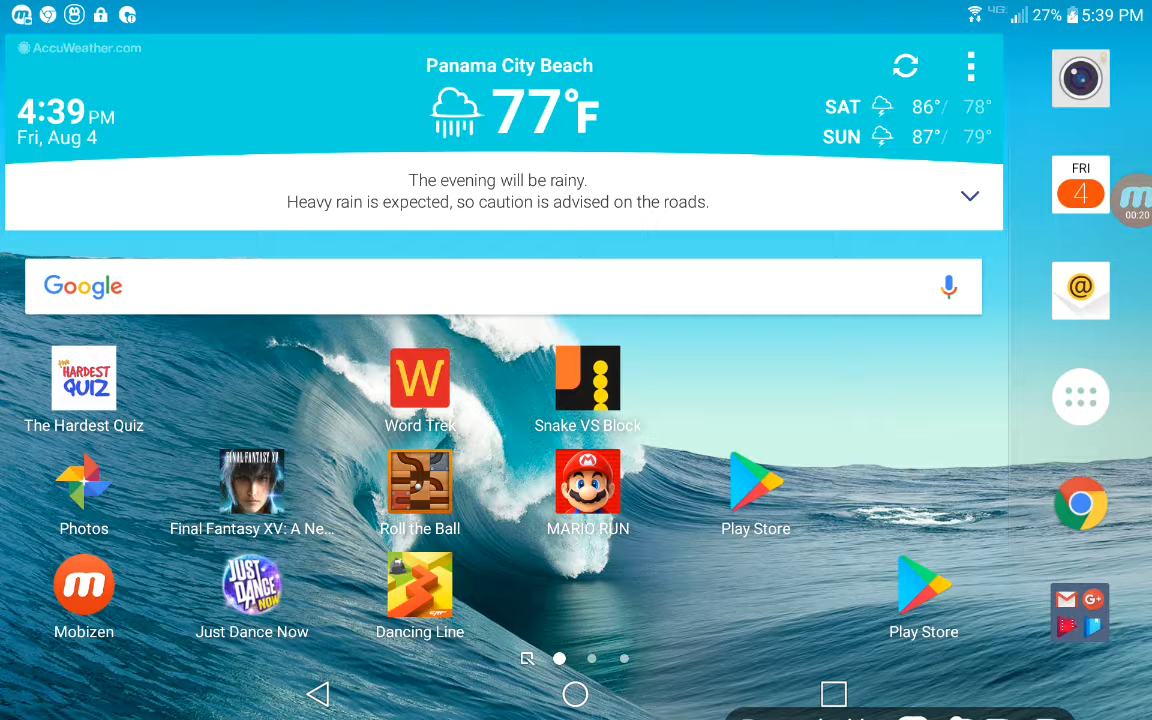 4G
27% 5:39 PM
AccuWeather.com
Panama City Beach
4:39 PM
Fri, Aug 4
77°F
SAT 86°/ 78°
SUN 87°/ 79°
The evening will be rainy.
Heavy rain is expected, so caution is advised on the roads.
FRI
4
00:20
Google
@
HARDEST
QUIZ
The Hardest Quiz
W
Word Trek
Snake VS Block
Photos
FINAL FANTASY XV
Final Fantasy XV: A Ne...
Roll the Ball
M
MARIO RUN
Play Store
m
Mobizen
JUST
DANCE
NOW
Just Dance Now
Dancing Line
Play Store
G+